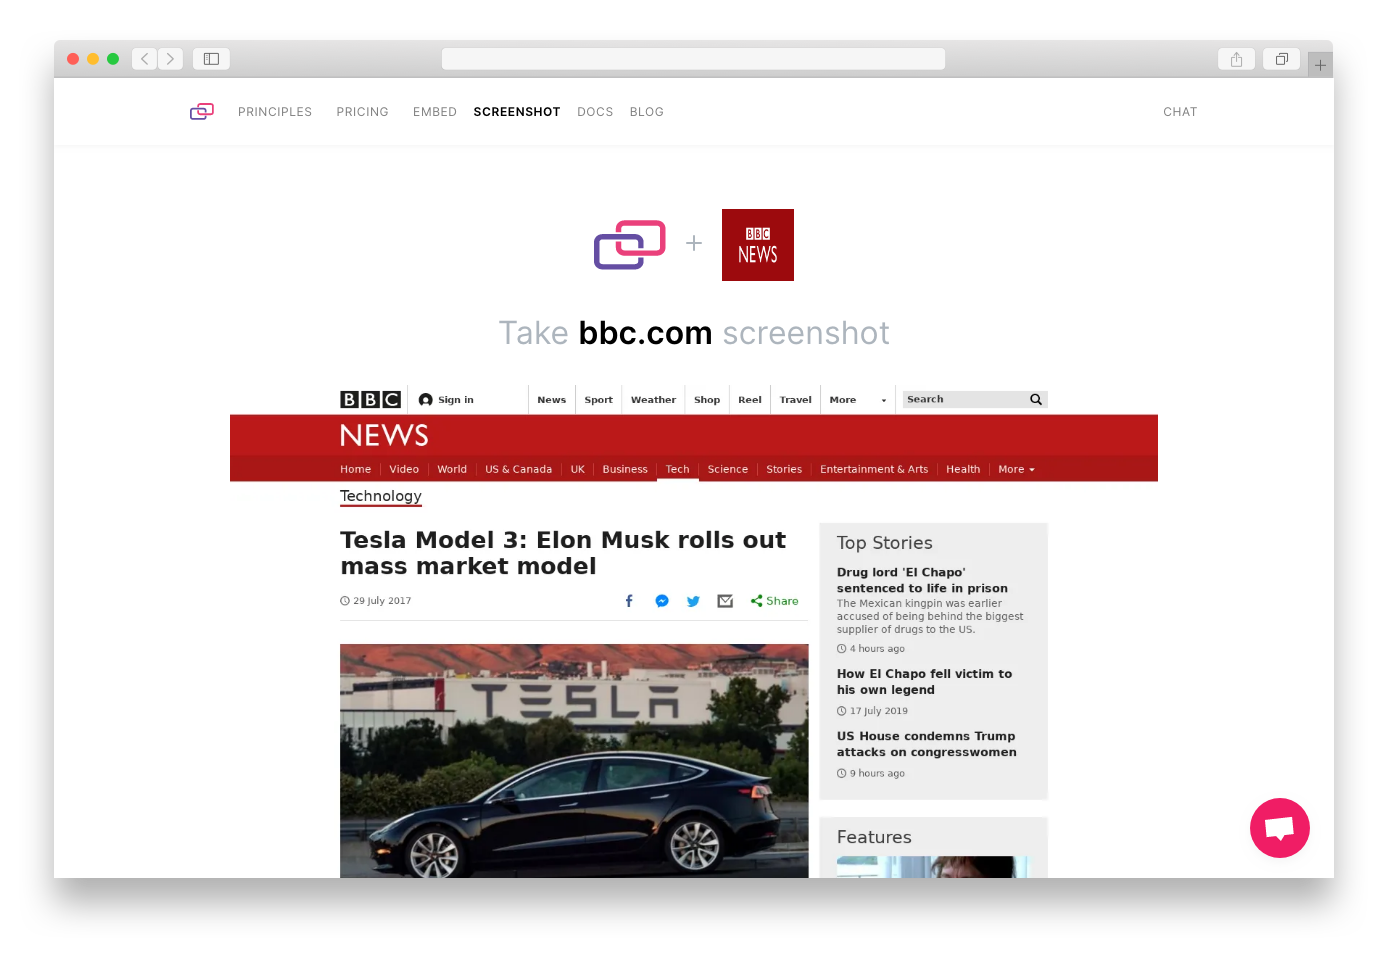 PRINCIPLES PRICING EMBED SCREENSHOT DOCS BLOG CHAT
BBC
NEWS
Take bbc.com screenshot
BBC Sign in News Sport Weather Shop Reel Travel More Search
NEWS
Home Video World US & Canada UK Business Tech Science Stories Entertainment & Arts Health More
Technology
Tesla Model 3: Elon Musk rolls out
mass market model
29 July 2017 Share
TESLA
Top Stories
Drug lord 'El Chapo'
sentenced to life in prison
The Mexican kingpin was earlier
accused of being behind the biggest
supplier of drugs to the US.
4 hours ago
How El Chapo fell victim to
his own legend
17 July 2019
US House condemns Trump
attacks on congresswomen
9 hours ago
Features